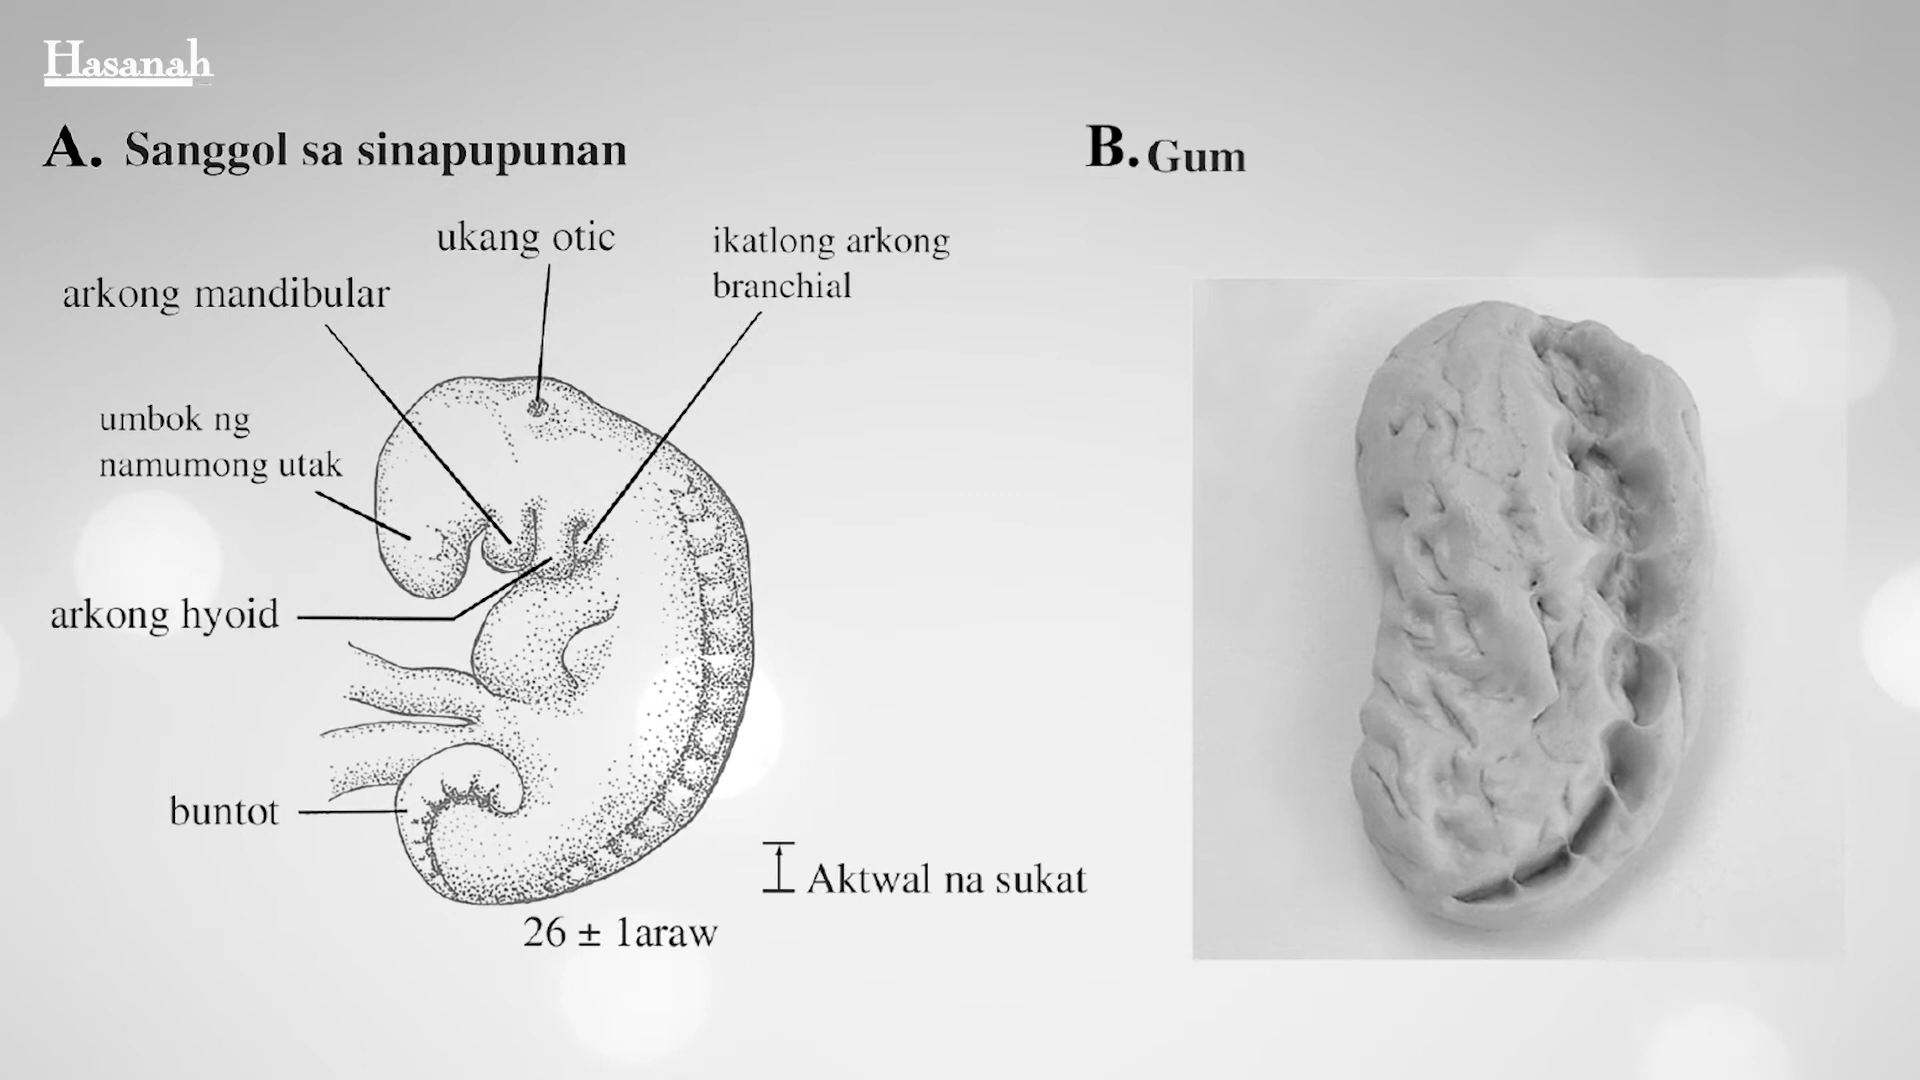 Hasanah
A. Sanggol sa sinapupunan
B. Gum
ukang otic
ikatlong arkong
branchial
arkong mandibular
umbok ng
namumong utak
arkong hyoid
buntot
Aktwal na sukat
26 ± 1araw